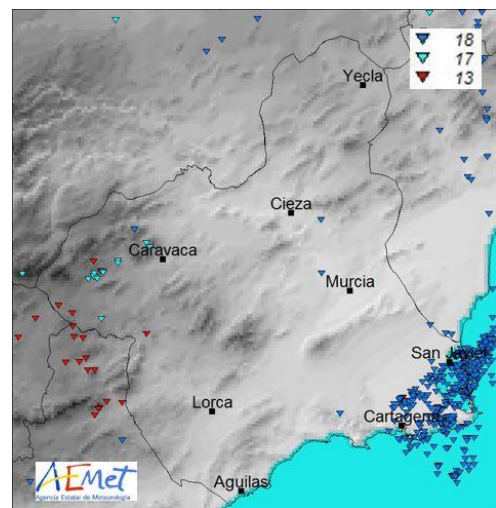 18
17
13
Yecla
Cieza
Caravaca
Murcia
San Javier
Lorca
Cartagena
Aguilas
AEMet
Agencia Estatal de Meteorología